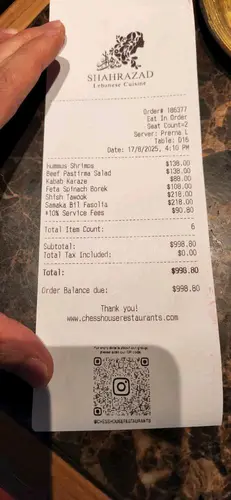 SHAHRAZAD
Lebanese Cuisine
Order# 186377
Eat In Order
Seat Count=2
Server: Prerna L
Table: D16
Date: 17/8/2025, 4:10 PM
Hummus Shrimps $138.00
Beef Pastirma Salad $138.00
Kabab Karaze $88.00
Feta Spinach Borek $108.00
Shish Tawook $218.00
Samaka Bil Fasolia $218.00
*10% Service Fees $90.80
Total Item Count: 6
Subtotal: $998.80
Total Tax Included: $0.00
Total: $998.80
Order Balance due: $998.80
Thank you!
www.chesshouserestaurants.com
@CHESSHOUSERESTAURANTS